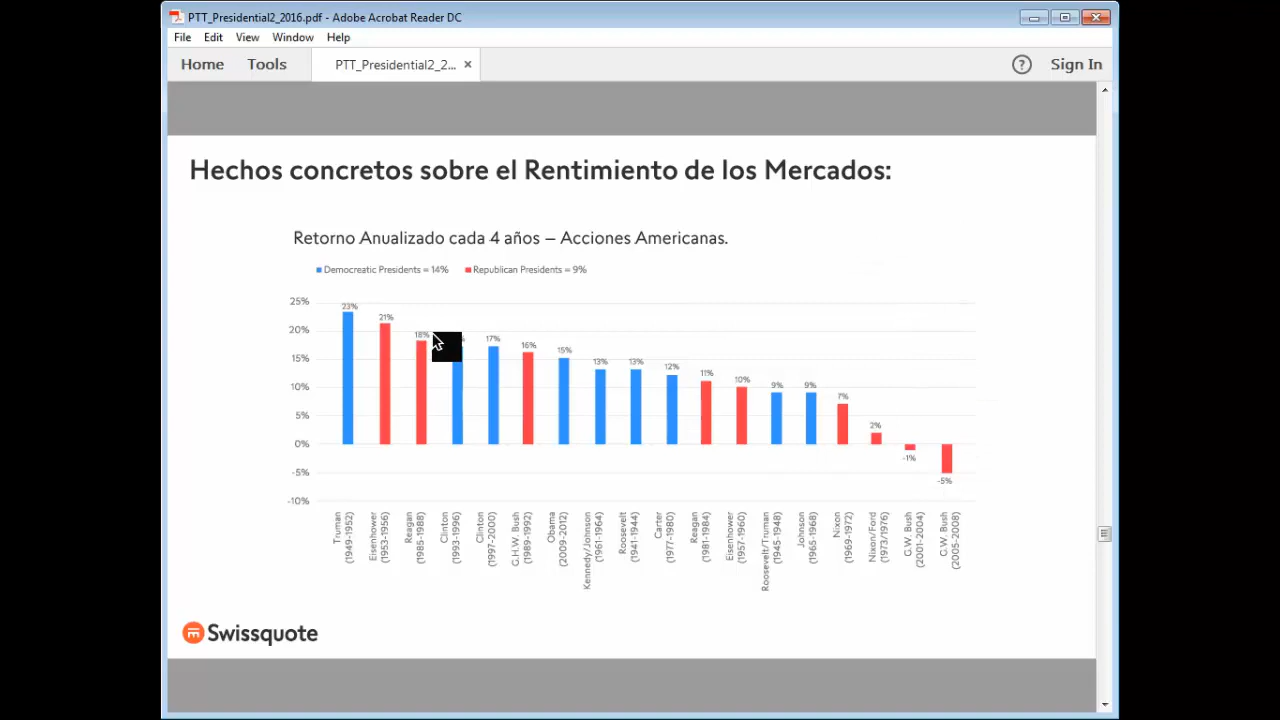 PTT_Presidential2_2016.pdf - Adobe Acrobat Reader DC
File Edit View Window Help
Home Tools PTT_Presidential2_2... × ? Sign In
Hechos concretos sobre el Rentimiento de los Mercados:
Retorno Anualizado cada 4 años – Acciones Americanas.
Democreatic Presidents = 14% Republican Presidents = 9%
25%
20%
15%
10%
5%
0%
-5%
-10%
23% 21% 18% 17% 16% 15% 13% 13% 12% 11% 10% 9% 9% 7% 2% -1% -5%
Truman (1949-1952)
Eisenhower (1953-1956)
Reagan (1985-1988)
Clinton (1993-1996)
Clinton (1997-2000)
G.H.W. Bush (1989-1992)
Obama (2009-2012)
Kennedy/Johnson (1961-1964)
Roosevelt (1941-1944)
Carter (1977-1980)
Reagan (1981-1984)
Eisenhower (1957-1960)
Roosevelt/Truman (1945-1948)
Johnson (1965-1968)
Nixon (1969-1972)
Nixon/Ford (1973/1976)
G.W. Bush (2001-2004)
G.W. Bush (2005-2008)
Swissquote